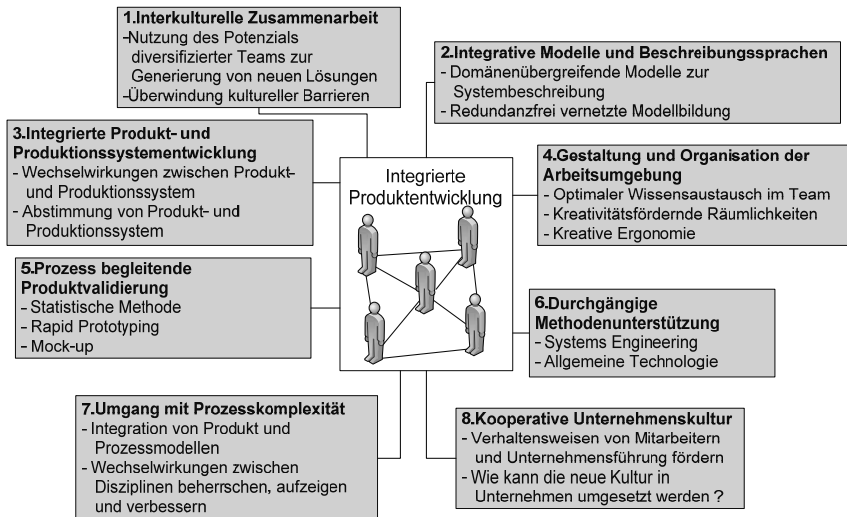 1.Interkulturelle Zusammenarbeit
-Nutzung des Potenzials
diversifizierter Teams zur
Generierung von neuen Lösungen
-Überwindung kultureller Barrieren
2.Integrative Modelle und Beschreibungssprachen
- Domänenübergreifende Modelle zur
Systembeschreibung
- Redundanzfrei vernetzte Modellbildung
3.Integrierte Produkt- und
Produktionssystementwicklung
- Wechselwirkungen zwischen Produkt-
und Produktionssystem
- Abstimmung von Produkt- und
Produktionssystem
Integrierte
Produktentwicklung
4.Gestaltung und Organisation der
Arbeitsumgebung
- Optimaler Wissensaustausch im Team
- Kreativitätsfördernde Räumlichkeiten
- Kreative Ergonomie
5.Prozess begleitende
Produktvalidierung
- Statistische Methode
- Rapid Prototyping
- Mock-up
6.Durchgängige
Methodenunterstützung
- Systems Engineering
- Allgemeine Technologie
7.Umgang mit Prozesskomplexität
- Integration von Produkt und
Prozessmodellen
- Wechselwirkungen zwischen
Disziplinen beherrschen, aufzeigen
und verbessern
8.Kooperative Unternehmenskultur
- Verhaltensweisen von Mitarbeitern
und Unternehmensführung fördern
- Wie kann die neue Kultur in
Unternehmen umgesetzt werden ?